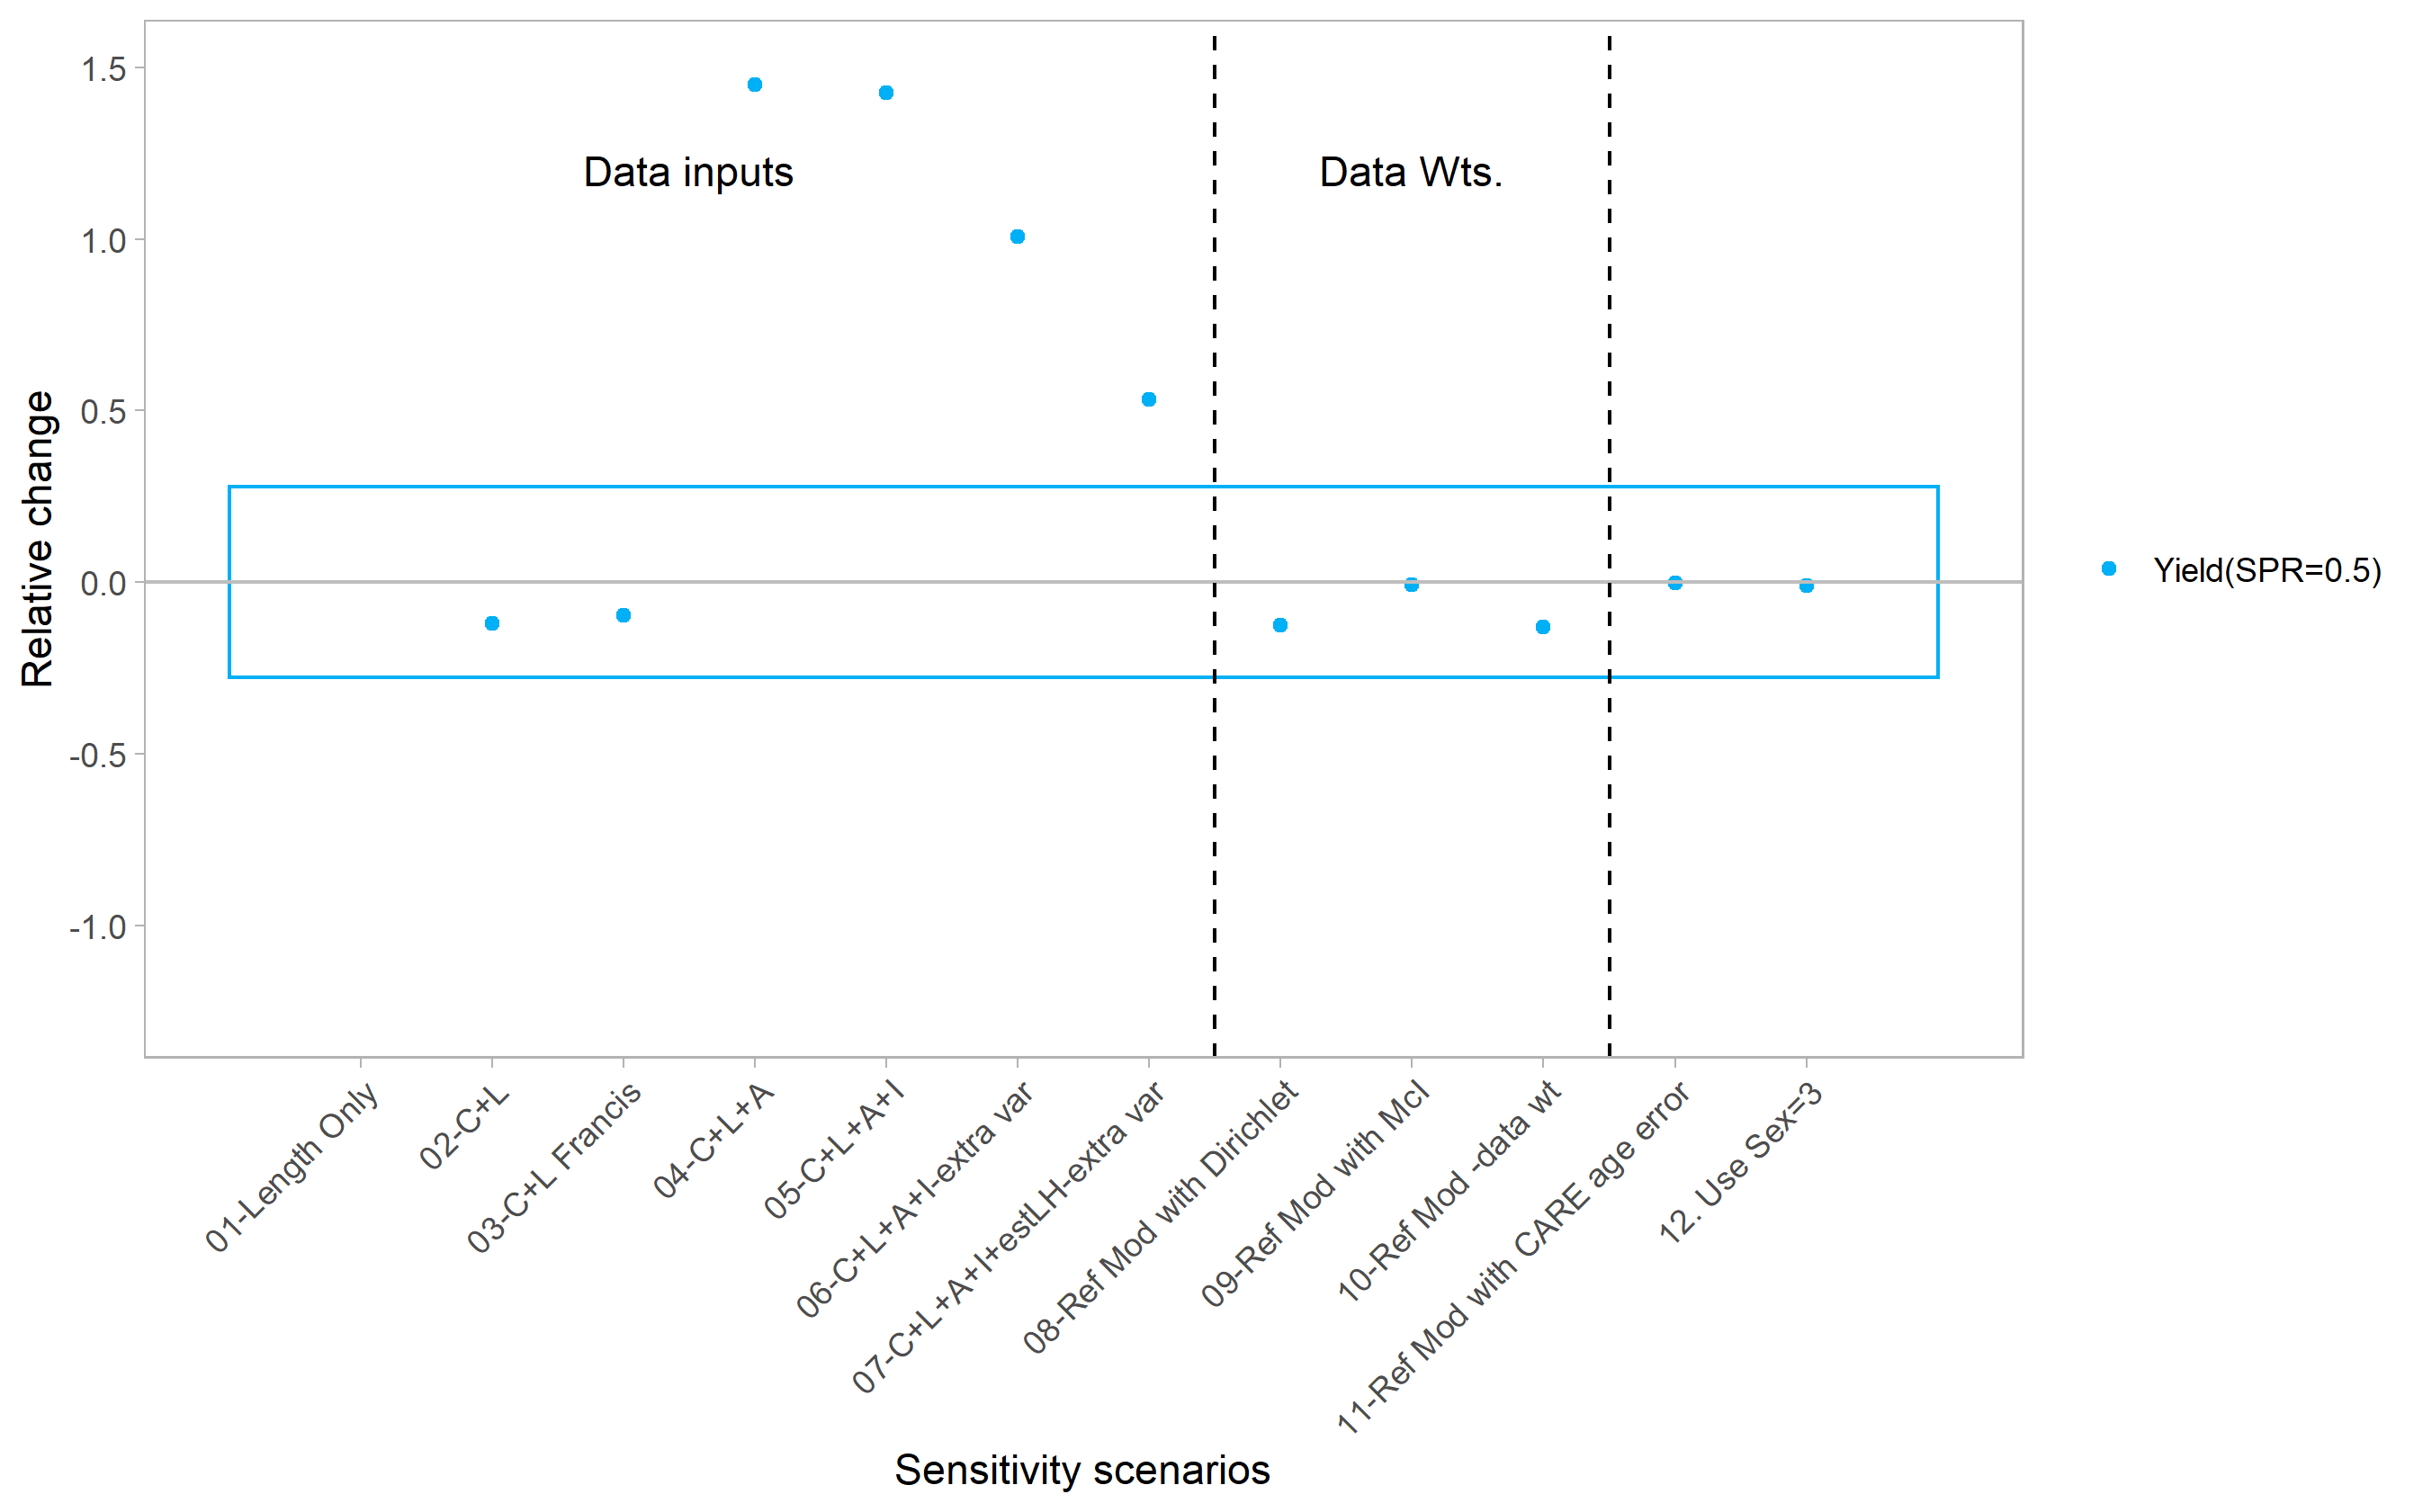 1.5
1.0
0.5
0.0
-0.5
-1.0
Relative change
Data inputs
Data Wts.
Yield(SPR=0.5)
01-Length Only
02-C+L
03-C+L Francis
04-C+L+A
05-C+L+A+I
06-C+L+A+I-extra var
07-C+L+A+I+estLH-extra var
08-Ref Mod with Dirichlet
09-Ref Mod with McI
10-Ref Mod -data wt
11-Ref Mod with CARE age error
12. Use Sex=3
Sensitivity scenarios